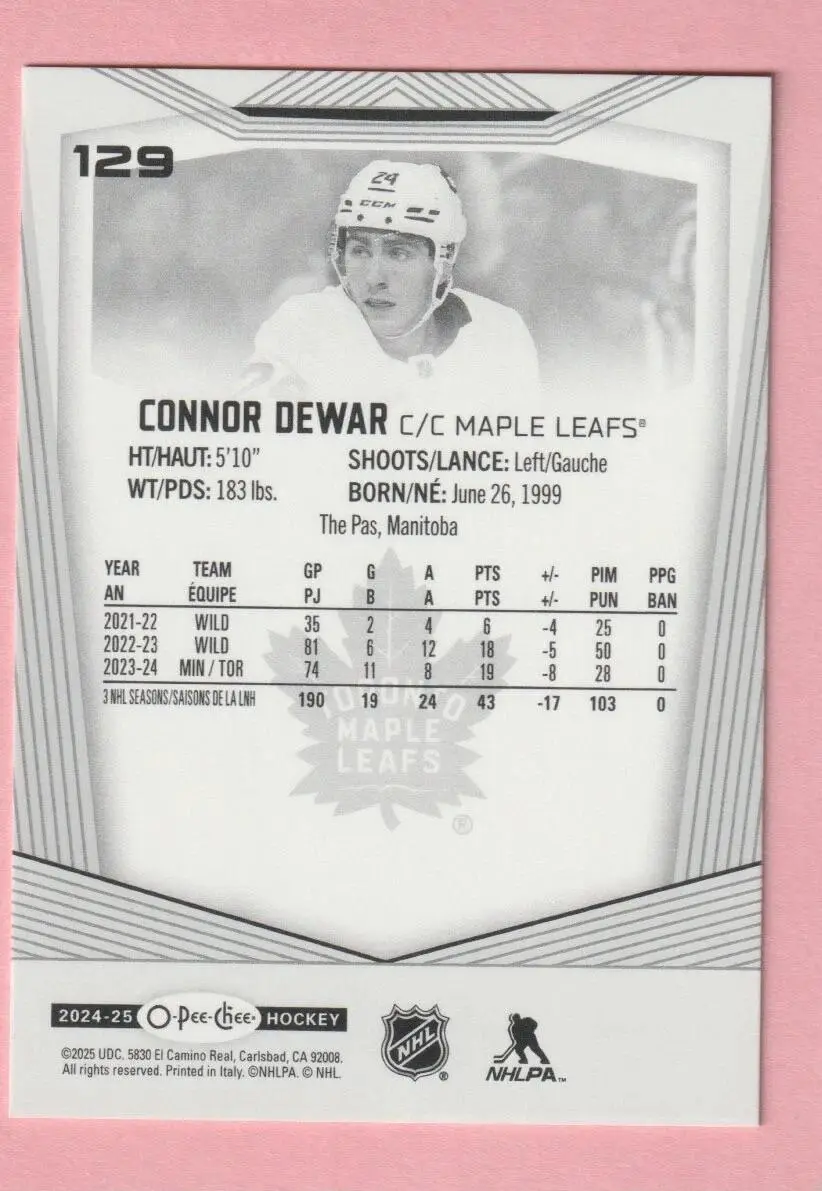 129
24
CCM
CONNOR DEWAR C/C MAPLE LEAFS®
HT/HAUT: 5'10" SHOOTS/LANCE: Left/Gauche
WT/PDS: 183 lbs. BORN/NÉ: June 26, 1999
The Pas, Manitoba
YEAR TEAM GP G A PTS +/- PIM PPG
AN ÉQUIPE PJ B A PTS +/- PUN BAN
2021-22 WILD 35 2 4 6 -4 25 0
2022-23 WILD 81 6 12 18 -5 50 0
2023-24 MIN / TOR 74 11 8 19 -8 28 0
3 NHL SEASONS/SAISONS DE LA LNH 190 19 24 43 -17 103 0
TORONTO
MAPLE
LEAFS
®
2024-25 O-Pee-Chee® HOCKEY
©2025 UDC. 5830 El Camino Real, Carlsbad, CA 92008.
All rights reserved. Printed in Italy. ©NHLPA. © NHL.
NHL
®
NHLPA™